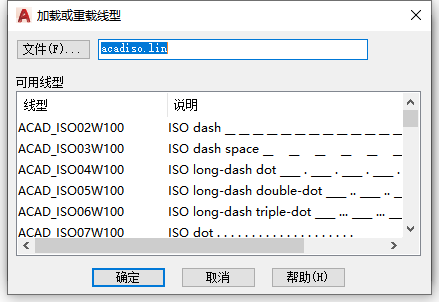 加载或重载线型
文件(F)... acadiso.lin
可用线型
线型 说明
ACAD_ISO02W100 ISO dash __ __ __ __ __ __ __ __ __ __ __ __ __
ACAD_ISO03W100 ISO dash space __ __ __ __ __ __
ACAD_ISO04W100 ISO long-dash dot ____ . ____ . ____ . ____ .
ACAD_ISO05W100 ISO long-dash double-dot ____ .. ____ ..
ACAD_ISO06W100 ISO long-dash triple-dot ____ ... ____ ...
ACAD_ISO07W100 ISO dot . . . . . . . . . . . . . . . . . . . .
确定 取消 帮助(H)